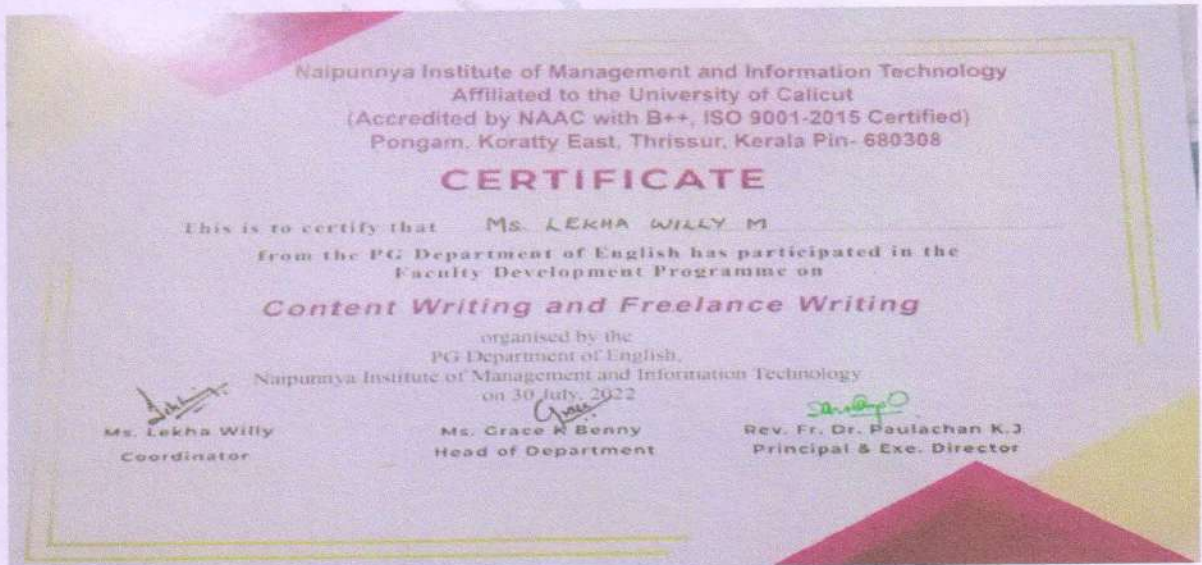 Naipunnya Institute of Management and Information Technology
Affiliated to the University of Calicut
(Accredited by NAAC with B++, ISO 9001-2015 Certified)
Pongam, Koratty East, Thrissur, Kerala Pin- 680308
CERTIFICATE
This is to certify that Ms. LEKHA WILLY M
from the PG Department of English has participated in the
Faculty Development Programme on
Content Writing and Freelance Writing
organised by the
PG Department of English,
Naipunnya Institute of Management and Information Technology
on 30 July, 2022
Ms. Lekha Willy
Coordinator
Ms. Grace K Benny
Head of Department
Rev. Fr. Dr. Paulachan K.J
Principal & Exe. Director